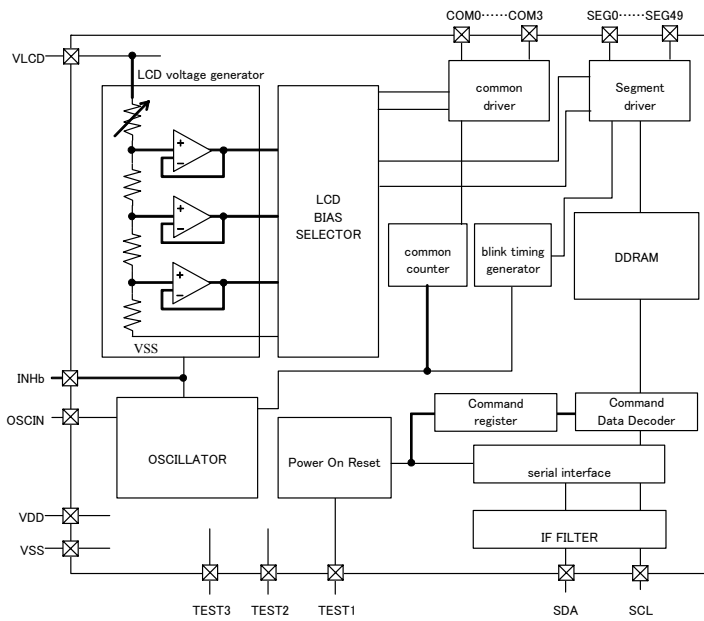 COM0……COM3
SEG0……SEG49
VLCD
LCD voltage generator
common
driver
Segment
driver
LCD
BIAS
SELECTOR
common
counter
blink timing
generator
DDRAM
+
-
+
-
+
-
VSS
INHb
OSCIN
OSCILLATOR
Power On Reset
Command
register
Command
Data Decoder
serial interface
IF FILTER
VDD
VSS
TEST3
TEST2
TEST1
SDA
SCL